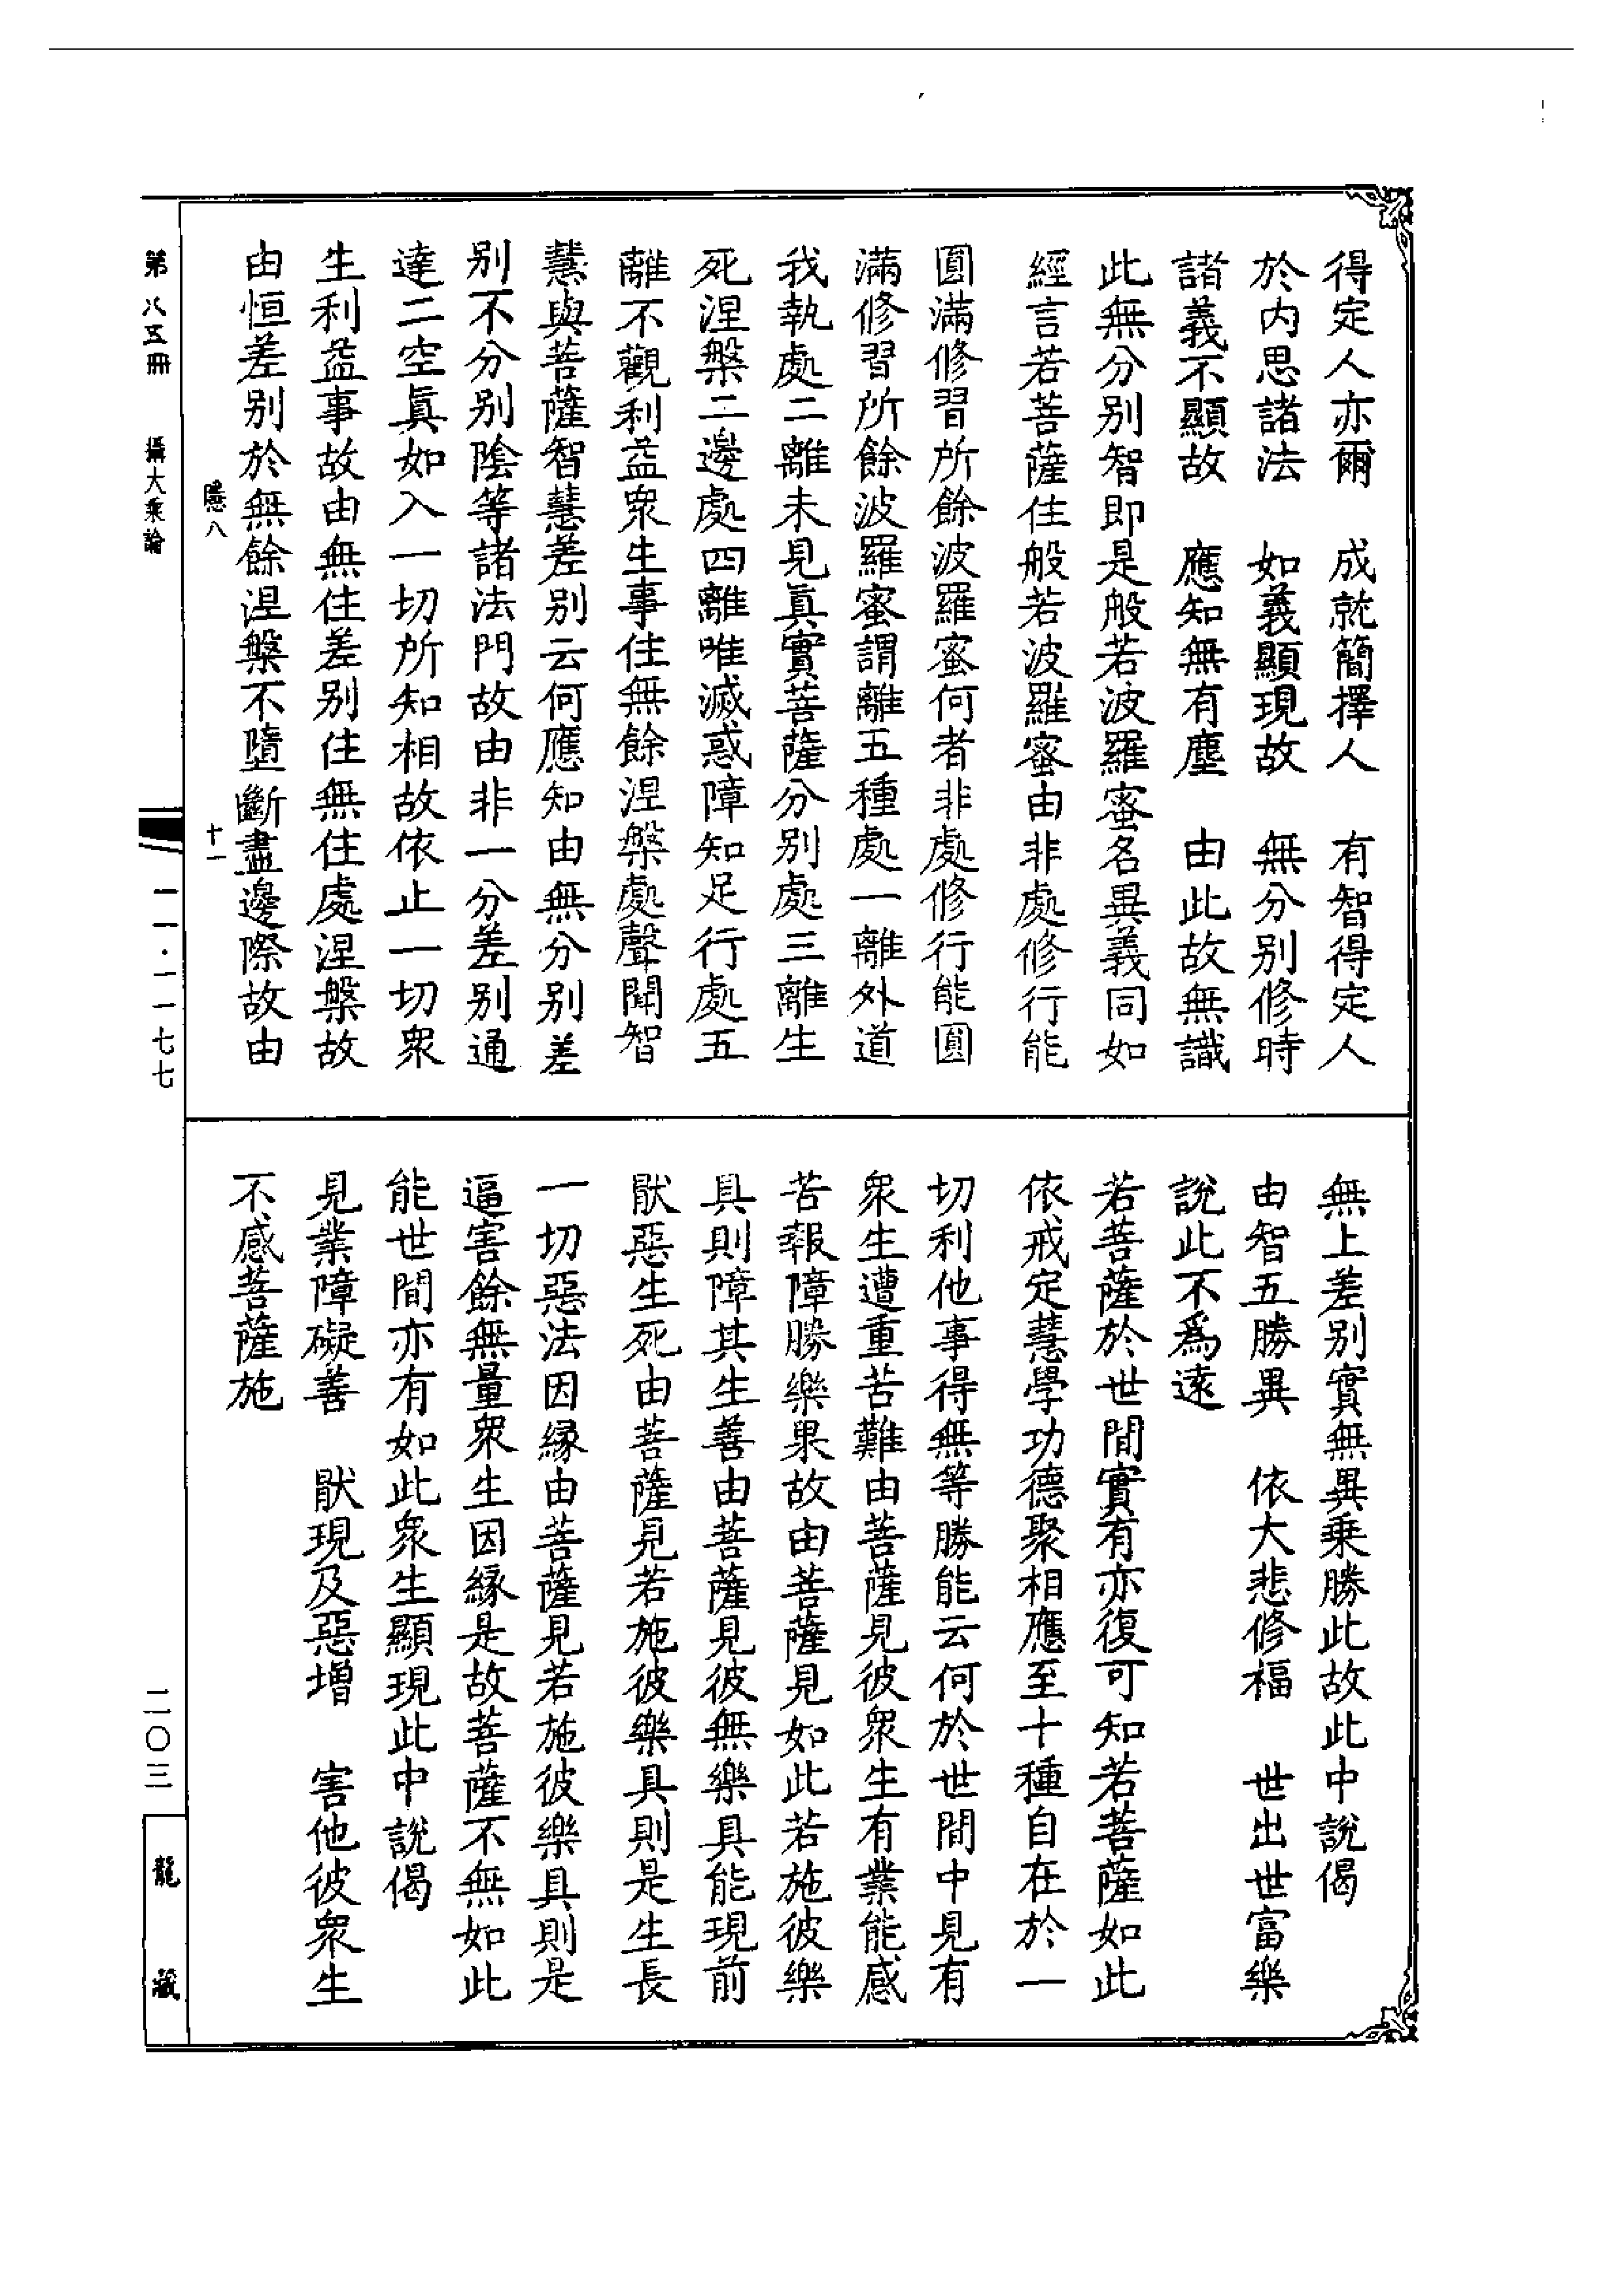 得定人亦爾　成就簡擇人　有智得定人
於内思諸法　如義顯現故　無分别修時
諸義不顯故　應知無有塵　由此故無識
此無分别智即是般若波羅蜜名異義同如
經言若菩薩住般若波羅蜜由非處修行能
圓滿修習所餘波羅蜜何者非處修行能圓
滿修習所餘波羅蜜謂離五種處一離外道
我執處二離未見眞實菩薩分别處三離生
死涅槃二邊處四離唯滅惑障知足行處五
離不觀利益衆生事住無餘涅槃處聲聞智
慧與菩薩智慧差别云何應知由無分别差
别不分别陰等諸法門故由非一分差别通
達二空眞如入一切所知相故依止一切衆
生利益事故由無住差别住無住處涅槃故
由恒差别於無餘涅槃不墮斷盡邊際故由
隱八　十一
無上差别實無異乘勝此故此中說偈
由智五勝異　依大悲修福　世出世富樂
說此不爲遠
若菩薩於世間實有亦復可知若菩薩如此
依戒定慧學功德聚相應至十種自在於一
切利他事得無等勝能云何於世間中見有
衆生遭重苦難由菩薩見彼衆生有業能感
苦報障勝樂果故由菩薩見如此若施彼樂
具則障其生善由菩薩見彼無樂具能現前
猒惡生死由菩薩見若施彼樂具則是生長
一切惡法因緣由菩薩見若施彼樂具則是
逼害餘無量衆生因緣是故菩薩不無如此
能世間亦有如此衆生顯現此中說偈
見業障礙善　猒現及惡增　害他彼衆生
不感菩薩施
第八五冊　攝大乘論　一一·一一七七　二〇三　龍藏